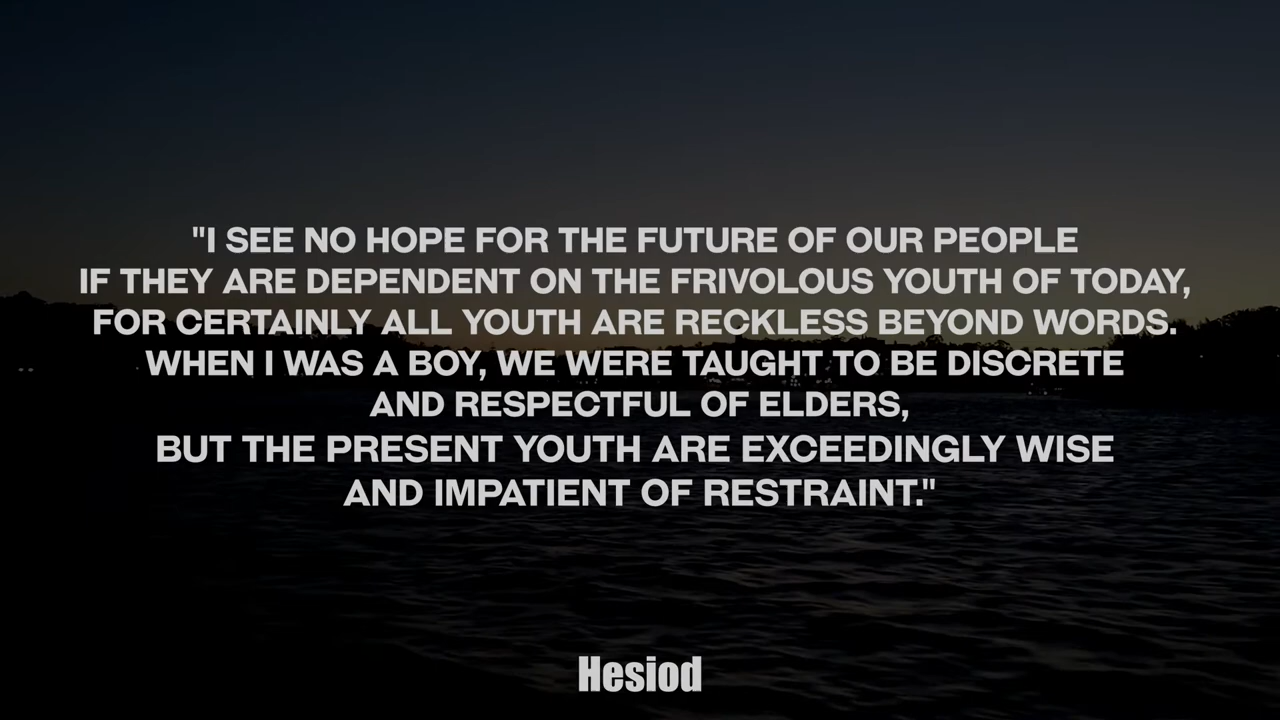 "I SEE NO HOPE FOR THE FUTURE OF OUR PEOPLE
IF THEY ARE DEPENDENT ON THE FRIVOLOUS YOUTH OF TODAY,
FOR CERTAINLY ALL YOUTH ARE RECKLESS BEYOND WORDS.
WHEN I WAS A BOY, WE WERE TAUGHT TO BE DISCRETE
AND RESPECTFUL OF ELDERS,
BUT THE PRESENT YOUTH ARE EXCEEDINGLY WISE
AND IMPATIENT OF RESTRAINT."
Hesiod